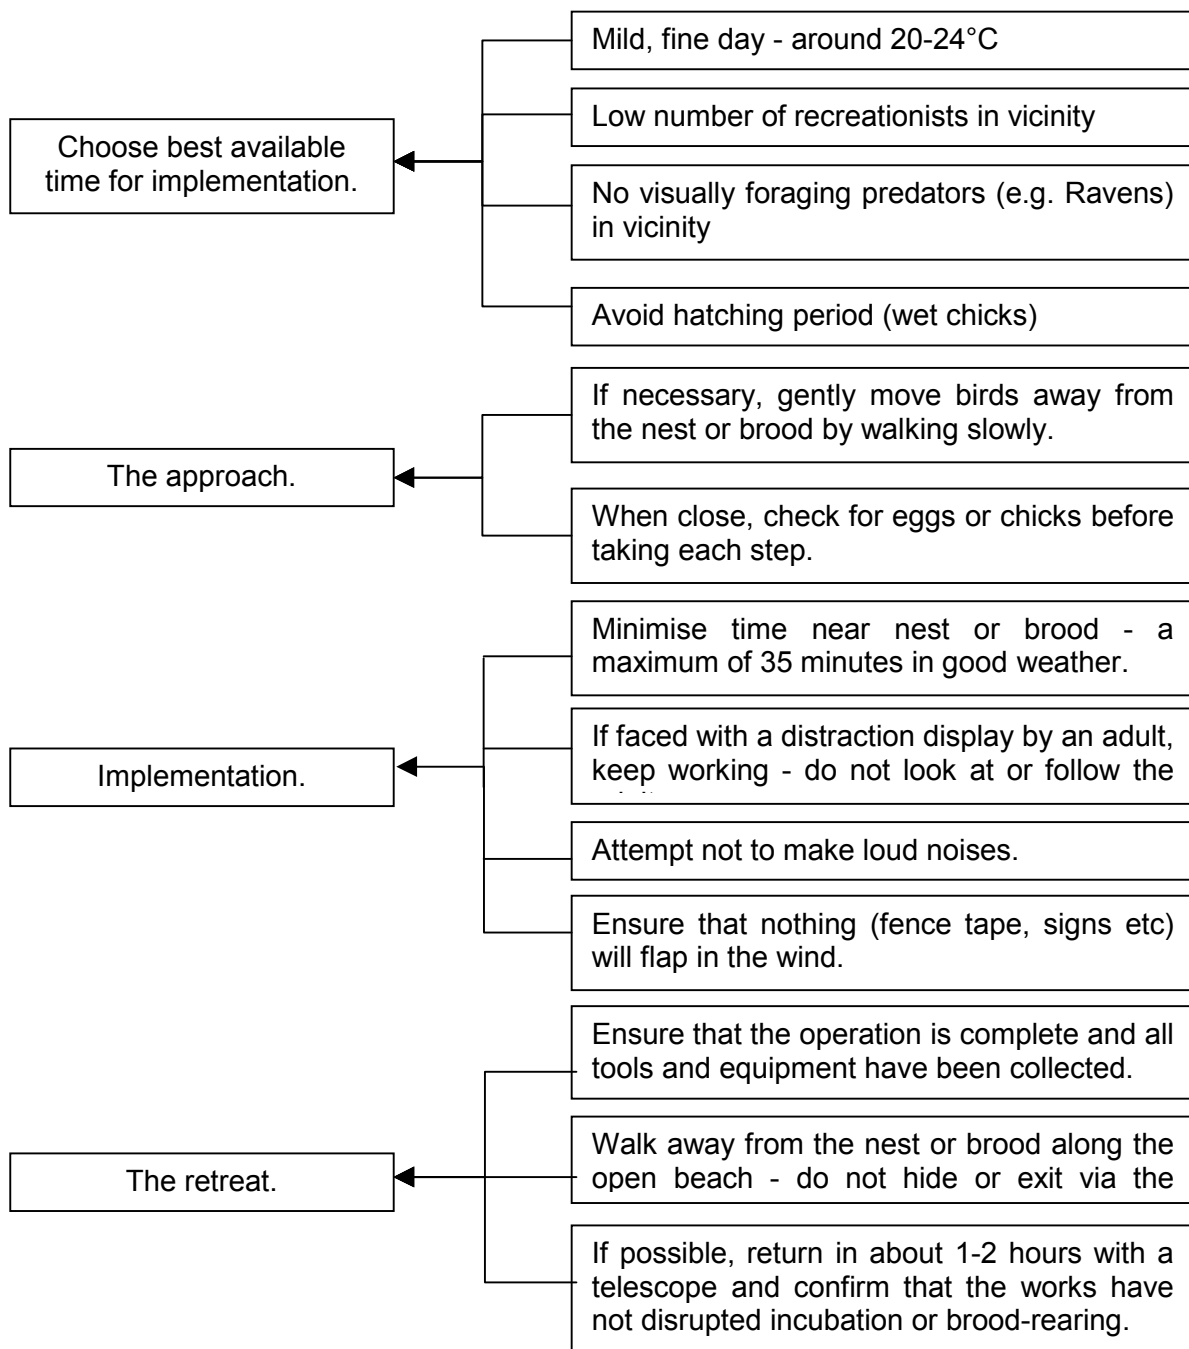 Mild, fine day - around 20-24°C
Low number of recreationists in vicinity
Choose best available
time for implementation.
No visually foraging predators (e.g. Ravens)
in vicinity
Avoid hatching period (wet chicks)
If necessary, gently move birds away from
the nest or brood by walking slowly.
The approach.
When close, check for eggs or chicks before
taking each step.
Minimise time near nest or brood - a
maximum of 35 minutes in good weather.
If faced with a distraction display by an adult,
keep working - do not look at or follow the
Implementation.
Attempt not to make loud noises.
Ensure that nothing (fence tape, signs etc)
will flap in the wind.
Ensure that the operation is complete and all
tools and equipment have been collected.
Walk away from the nest or brood along the
open beach - do not hide or exit via the
The retreat.
If possible, return in about 1-2 hours with a
telescope and confirm that the works have
not disrupted incubation or brood-rearing.